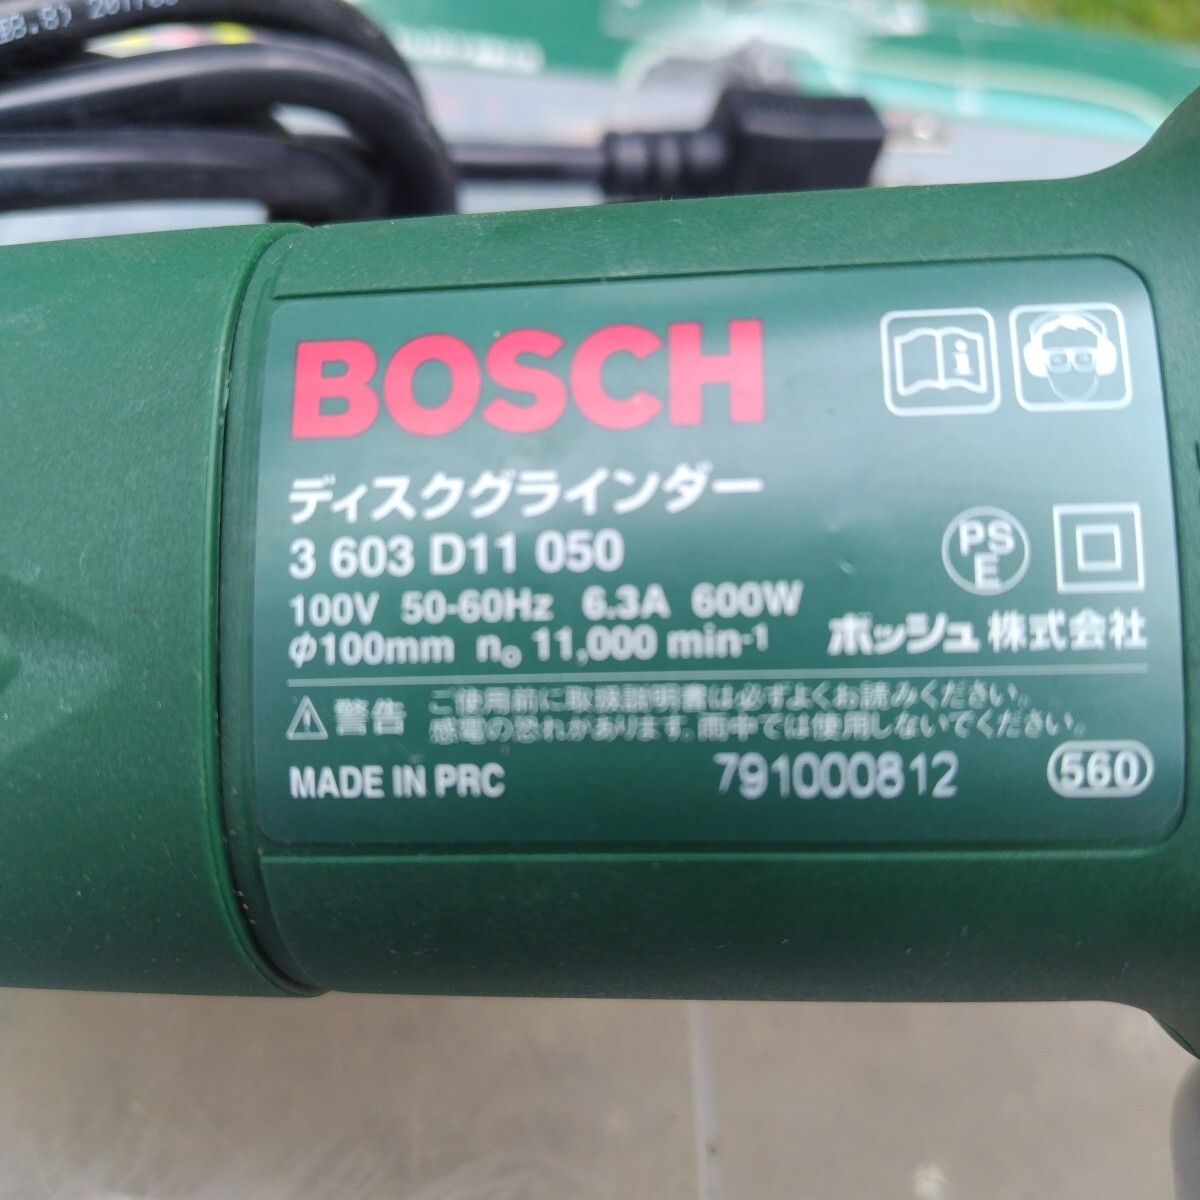 BOSCH
ディスクグラインダー
3 603 D11 050
PS
E
100V 50-60Hz 6.3A 600W
φ100mm no 11,000 min-1
ボッシュ株式会社
警告 ご使用前に取扱説明書は必ずよくお読みください。
感電の恐れがあります。雨中では使用しないでください。
MADE IN PRC 791000812 560